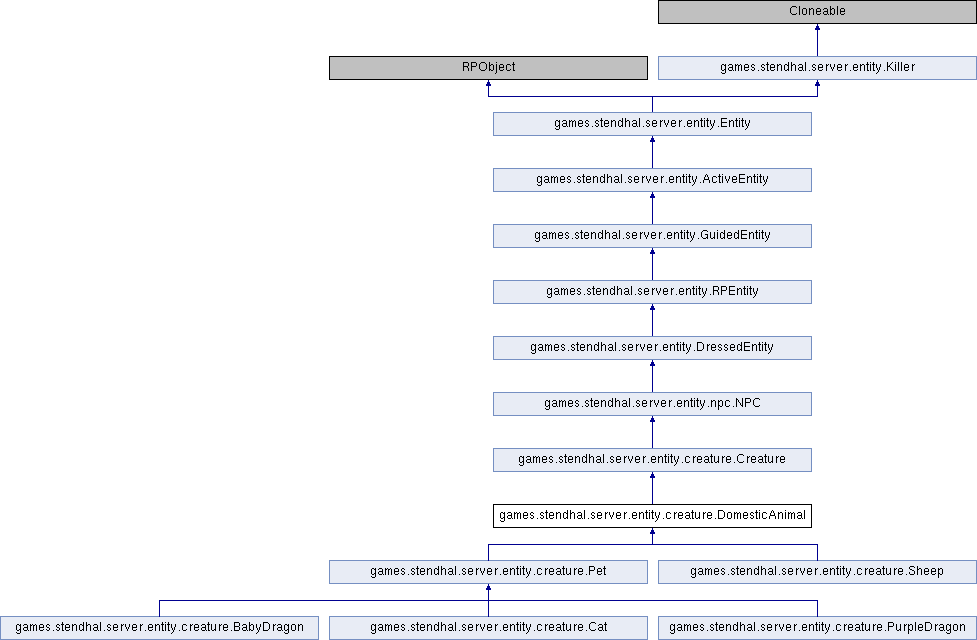 Cloneable
RPObject
games.stendhal.server.entity.Killer
games.stendhal.server.entity.Entity
games.stendhal.server.entity.ActiveEntity
games.stendhal.server.entity.GuidedEntity
games.stendhal.server.entity.RPEntity
games.stendhal.server.entity.DressedEntity
games.stendhal.server.entity.npc.NPC
games.stendhal.server.entity.creature.Creature
games.stendhal.server.entity.creature.DomesticAnimal
games.stendhal.server.entity.creature.Pet
games.stendhal.server.entity.creature.Sheep
games.stendhal.server.entity.creature.BabyDragon
games.stendhal.server.entity.creature.Cat
games.stendhal.server.entity.creature.PurpleDragon